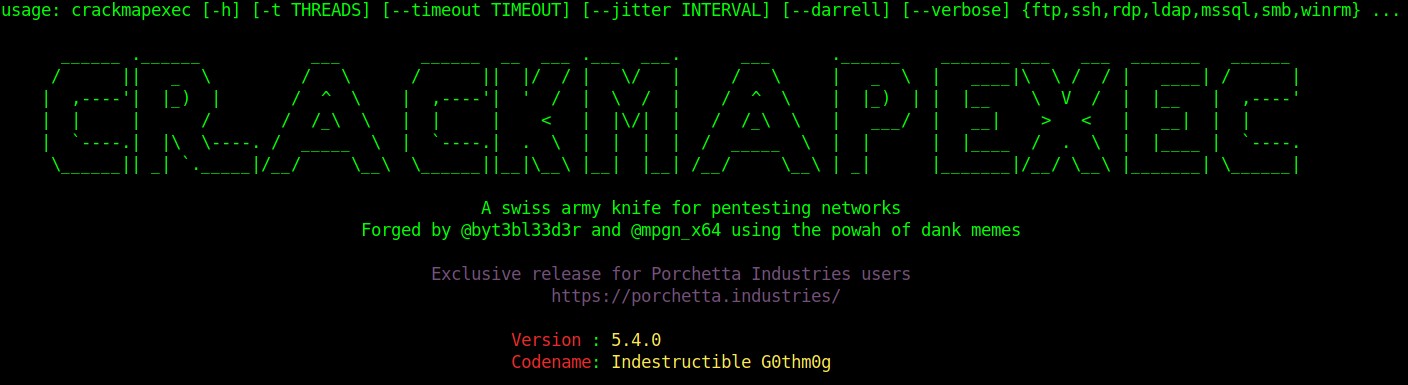 usage: crackmapexec [-h] [-t THREADS] [--timeout TIMEOUT] [--jitter INTERVAL] [--darrell] [--verbose] {ftp,ssh,rdp,ldap,mssql,smb,winrm} ...
CRACKMAPEXEC
A swiss army knife for pentesting networks
Forged by @byt3bl33d3r and @mpgn_x64 using the powah of dank memes
Exclusive release for Porchetta Industries users
https://porchetta.industries/
Version : 5.4.0
Codename: Indestructible G0thm0g